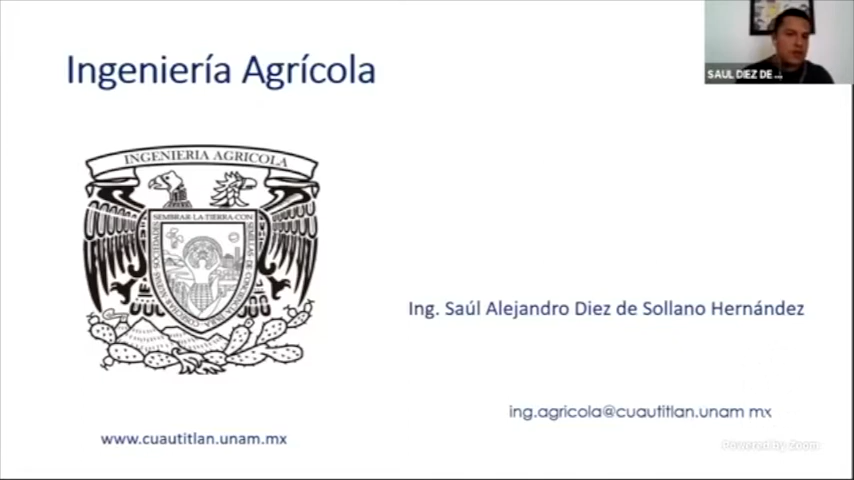 SAUL DIEZ DE ...
Ingeniería Agrícola
INGENIERIA AGRICOLA
SEMBRAR LA TIERRA CON
Ing. Saúl Alejandro Diez de Sollano Hernández
ing.agricola@cuautitlan.unam mx
www.cuautitlan.unam.mx
Powered by Zoom